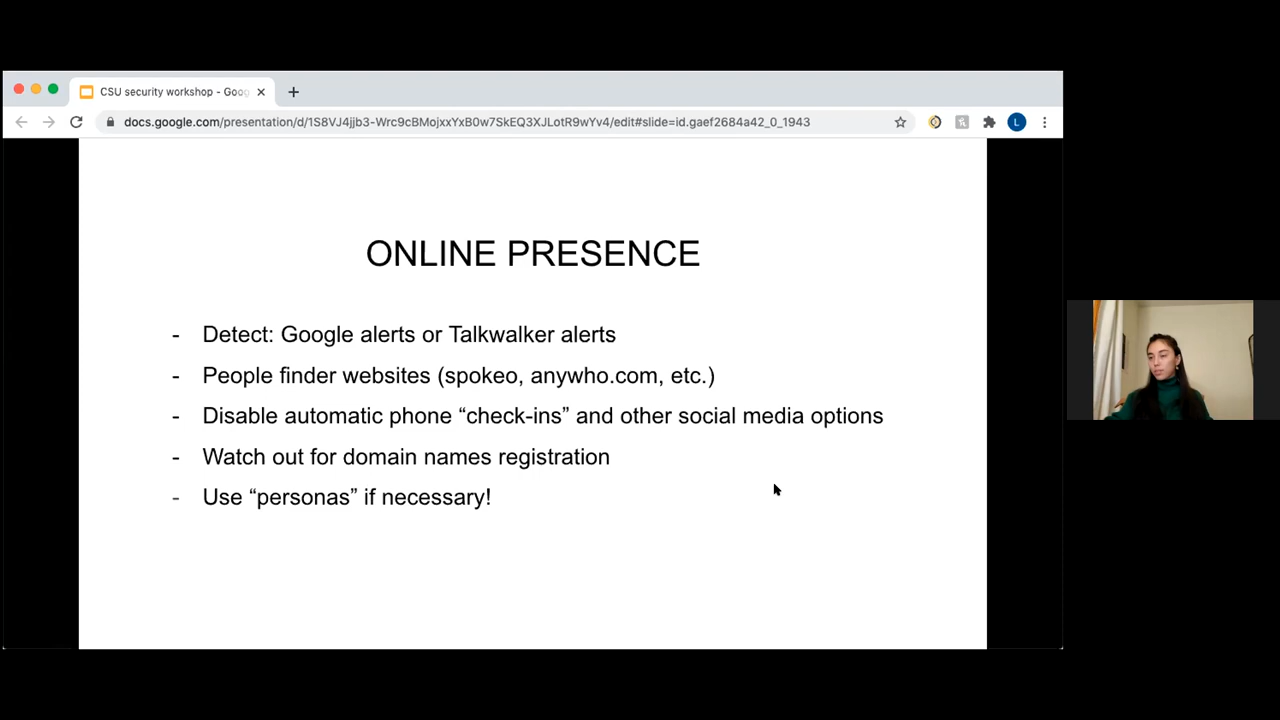 CSU security workshop - Goog
docs.google.com/presentation/d/1S8VJ4jjb3-Wrc9cBMojxxYxB0w7SkEQ3XJLotR9wYv4/edit#slide=id.gaef2684a42_0_1943
L
ONLINE PRESENCE
- Detect: Google alerts or Talkwalker alerts
- People finder websites (spokeo, anywho.com, etc.)
- Disable automatic phone “check-ins” and other social media options
- Watch out for domain names registration
- Use “personas” if necessary!